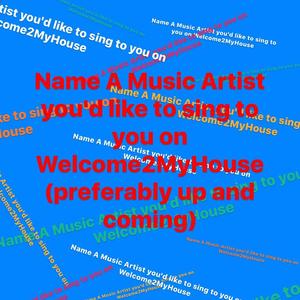 Name A Music Artist
you'd like to sing to
you on
Welcome2MyHouse
(preferably up and
coming)
tist you'd like to sing to you on
come2MyHouse
Name A Music Artist you'd like to sing to
you on Welcome2MyHouse
Name A Music Artist you'd like to sing to you on
Welcome2MyHouse
Name A Music Artist you'd like to sing to you on
Welcome2MyHouse
Name A Music Artist you'd like to sing to you on
Welcome2MyHouse
Name A Music Artist you'd like to sing to you on
Welcome2MyHouse